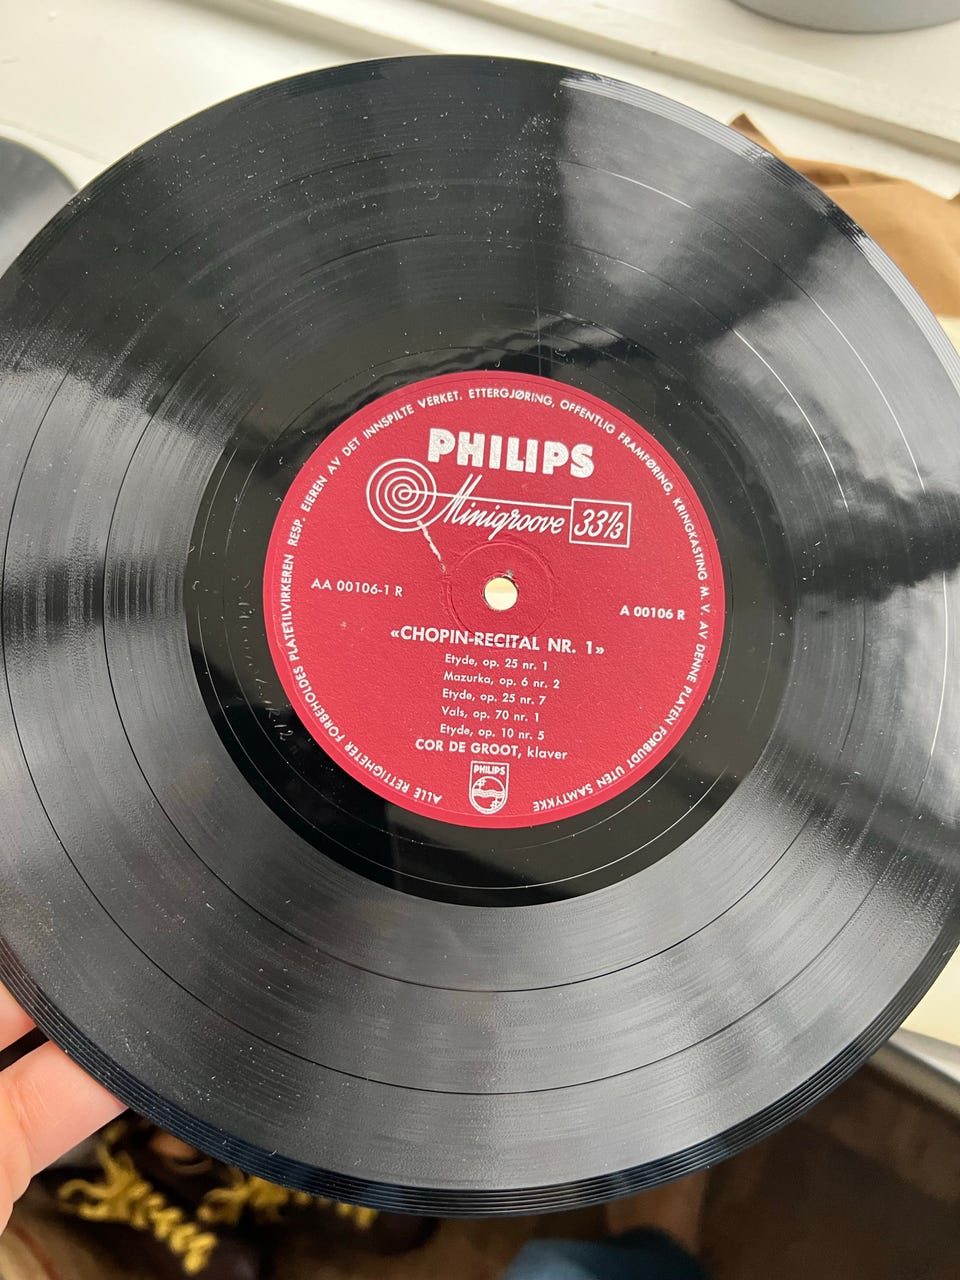 ALLE RETTIGHETER FORBEHOLDES PLATETILVIRKEREN RESP. EIEREN AV DET INNSPILTE VERKET. ETTERGJØRING, OFFENTLIG FRAMFØRING, KRINGKASTING M. V. AV DENNE PLATEN FORBUDT UTEN SAMTYKKE
PHILIPS
Minigroove 33⅓
AA 00106-1 R
A 00106 R
«CHOPIN-RECITAL NR. 1»
Etyde, op. 25 nr. 1
Mazurka, op. 6 nr. 2
Etyde, op. 25 nr. 7
Vals, op. 70 nr. 1
Etyde, op. 10 nr. 5
COR DE GROOT, klaver
PHILIPS